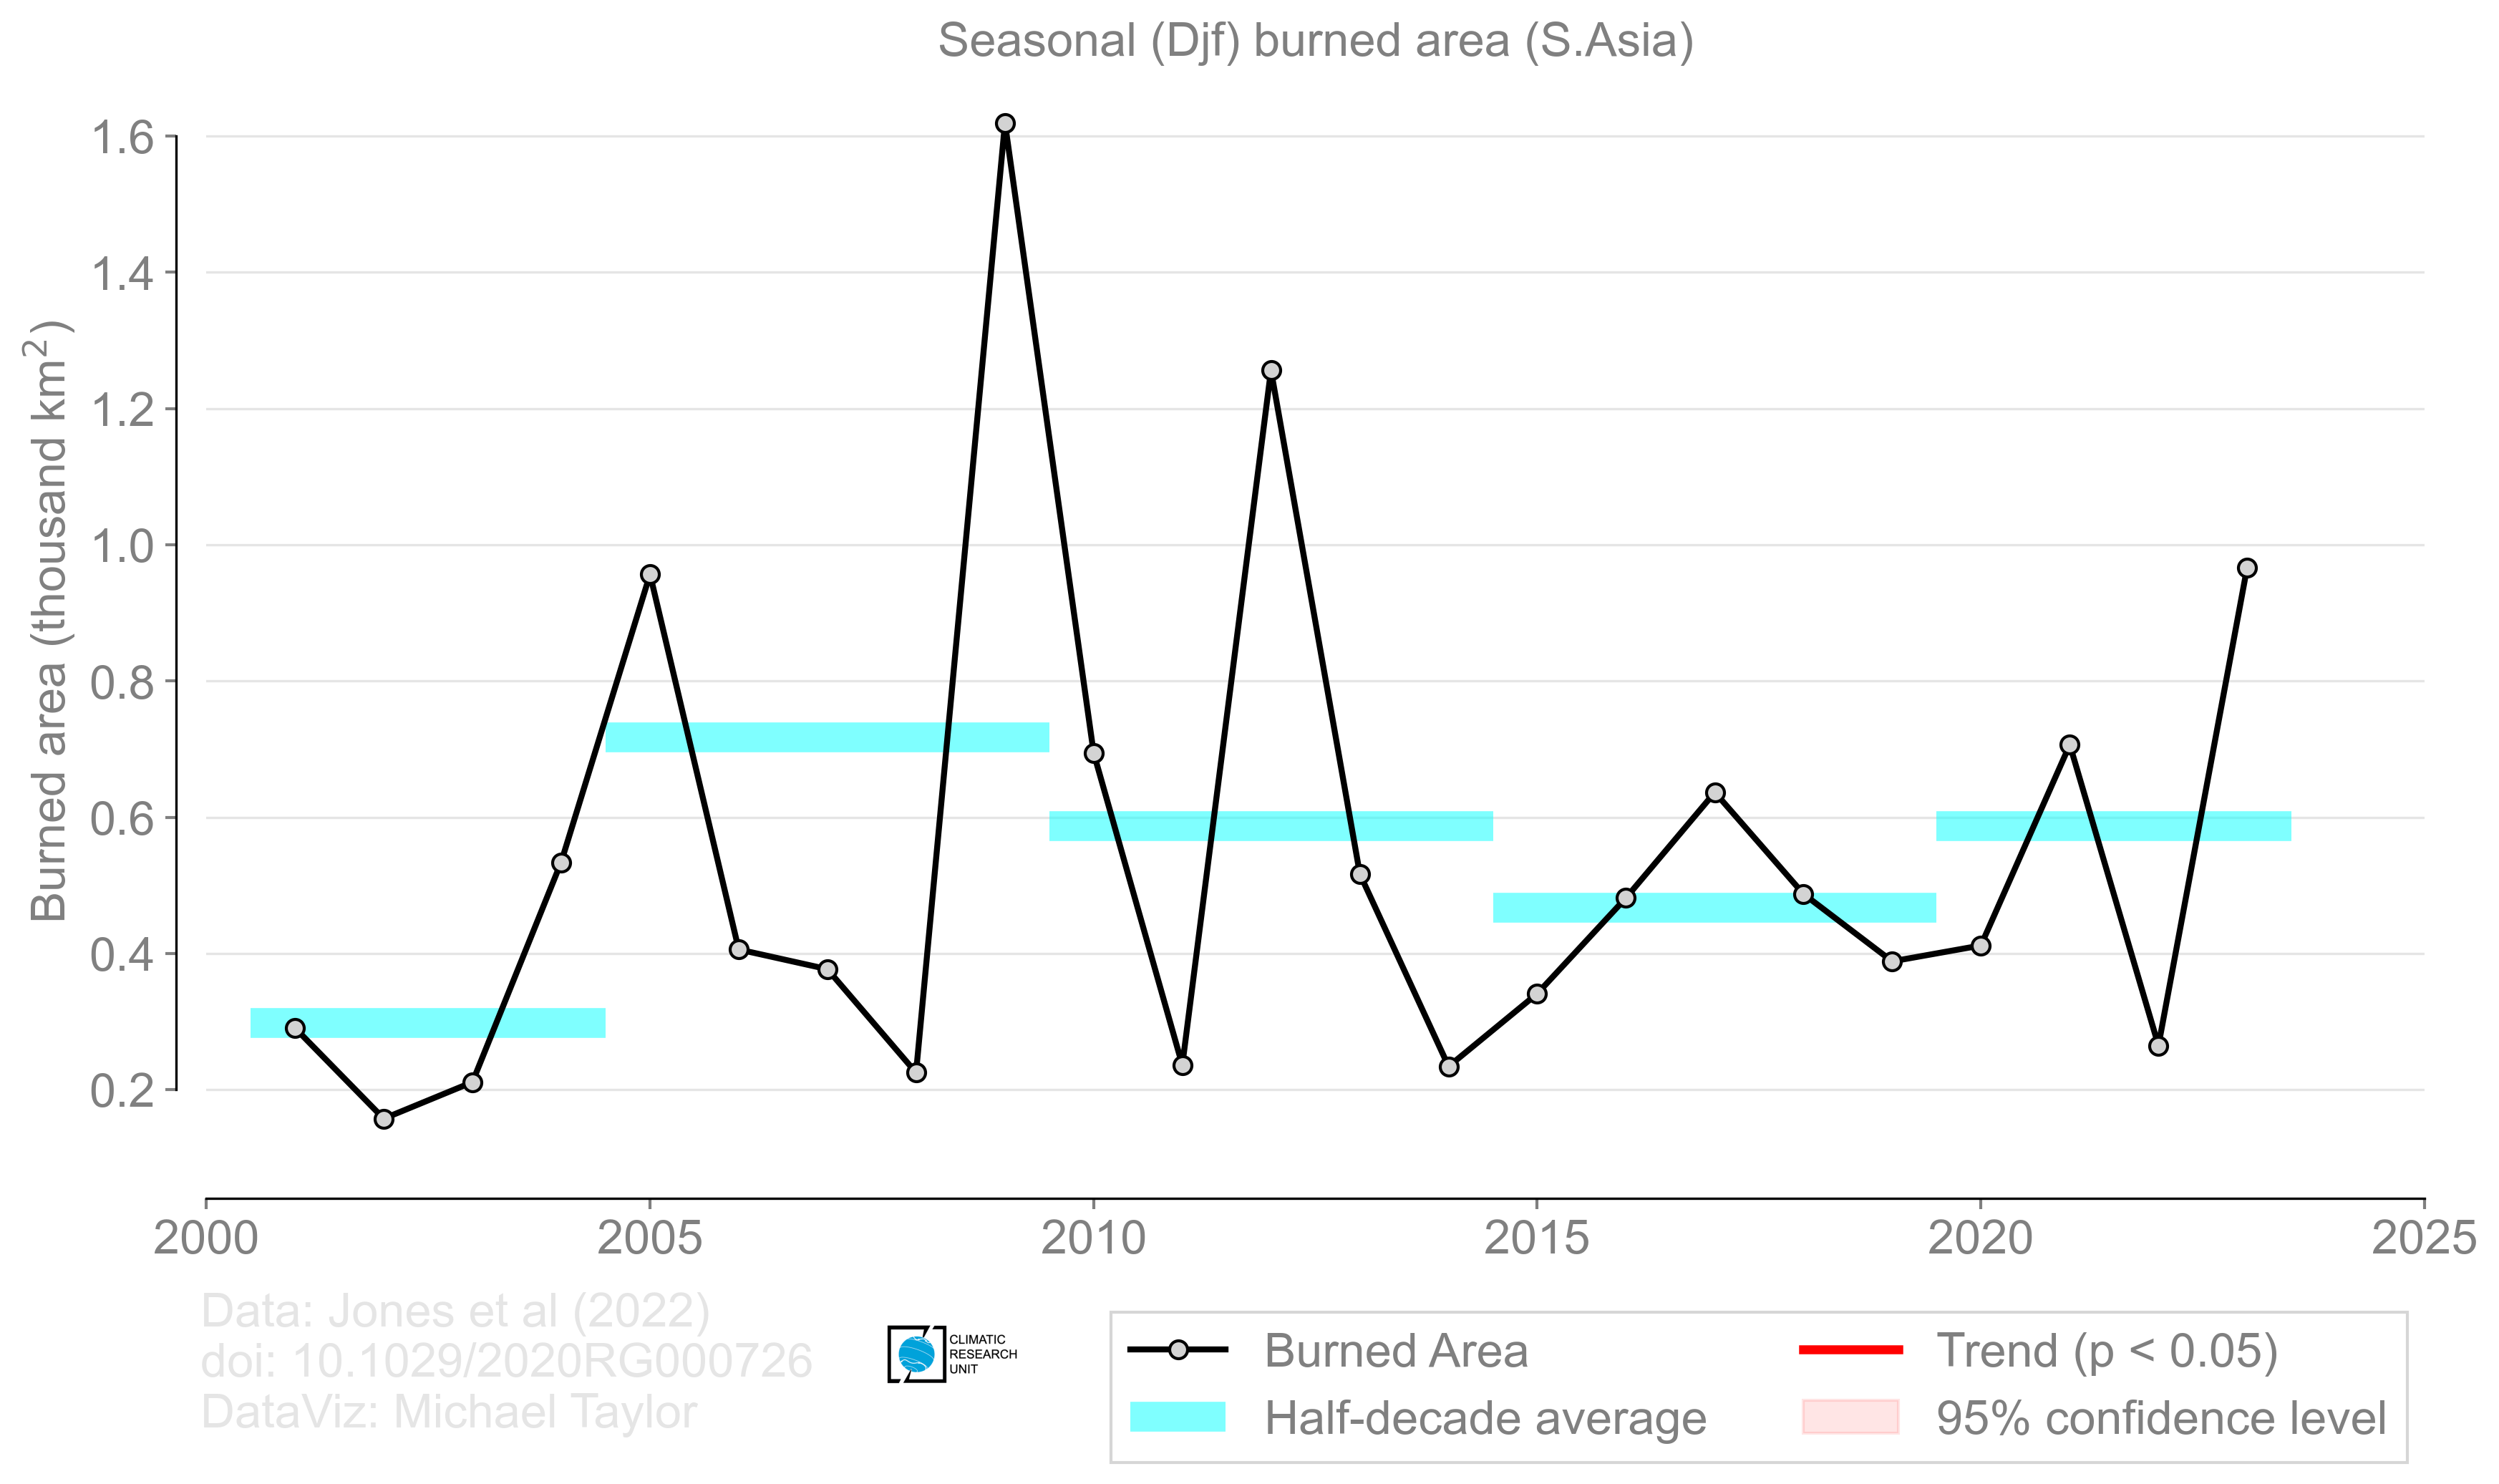 Seasonal (Djf) burned area (S.Asia)
Burned area (thousand km²)
1.6
1.4
1.2
1.0
0.8
0.6
0.4
0.2
2000 2005 2010 2015 2020 2025
Data: Jones et al (2022)
doi: 10.1029/2020RG000726
DataViz: Michael Taylor
CLIMATIC
RESEARCH
UNIT
Burned Area
Half-decade average
Trend (p < 0.05)
95% confidence level